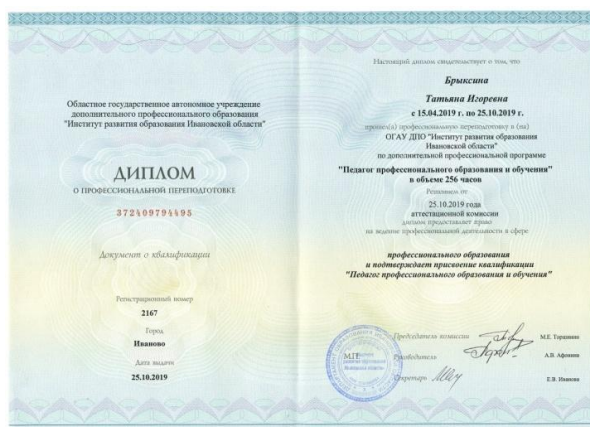 Областное государственное автономное учреждение
дополнительного профессионального образования
"Институт развития образования Ивановской области"
ДИПЛОМ
О ПРОФЕССИОНАЛЬНОЙ ПЕРЕПОДГОТОВКЕ
372409794495
Документ о квалификации
Регистрационный номер
2167
Город
Иваново
Дата выдачи
25.10.2019
Настоящий диплом свидетельствует о том, что
Брыксина
Татьяна Игоревна
с 15.04.2019 г. по 25.10.2019 г.
прошел(а) профессиональную переподготовку в (на)
ОГАУ ДПО "Институт развития образования
Ивановской области"
по дополнительной профессиональной программе
"Педагог профессионального образования и обучения"
в объеме 256 часов
Решением от
25.10.2019 года
аттестационной комиссии
диплом предоставляет право
на ведение профессиональной деятельности в сфере
профессионального образования
и подтверждает присвоение квалификации
"Педагог профессионального образования и обучения"
Председатель комиссии
Руководитель
А.В. Афонина
М.П.
Секретарь
Е.В. Иванова